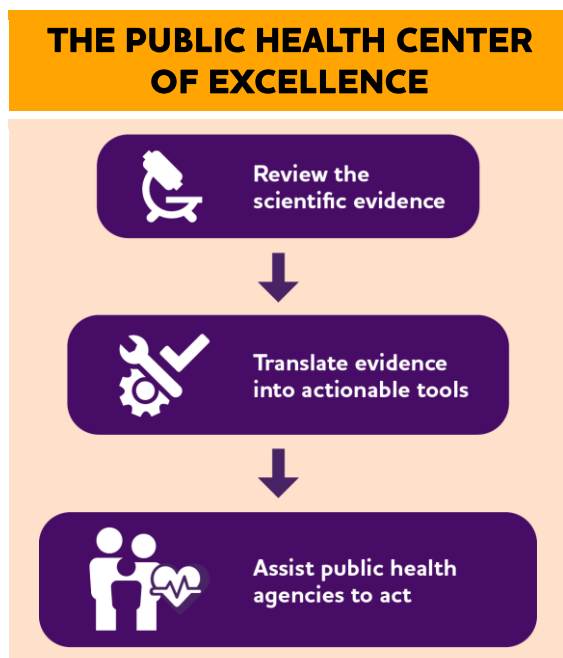 THE PUBLIC HEALTH CENTER
OF EXCELLENCE
Review the
scientific evidence
Translate evidence
into actionable tools
Assist public health
agencies to act